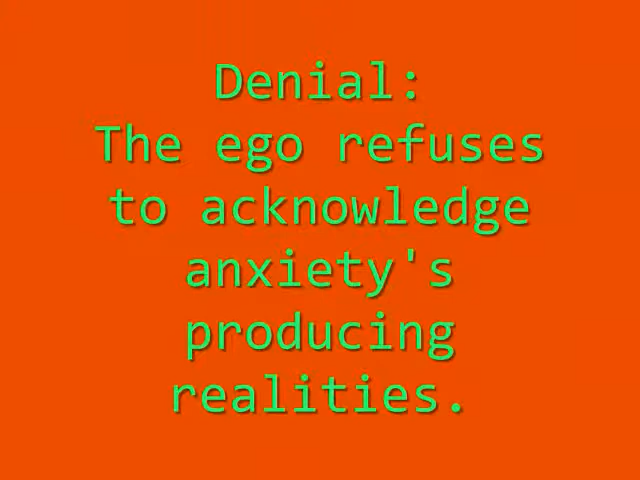 Denial:
The ego refuses
to acknowledge
anxiety's
producing
realities.